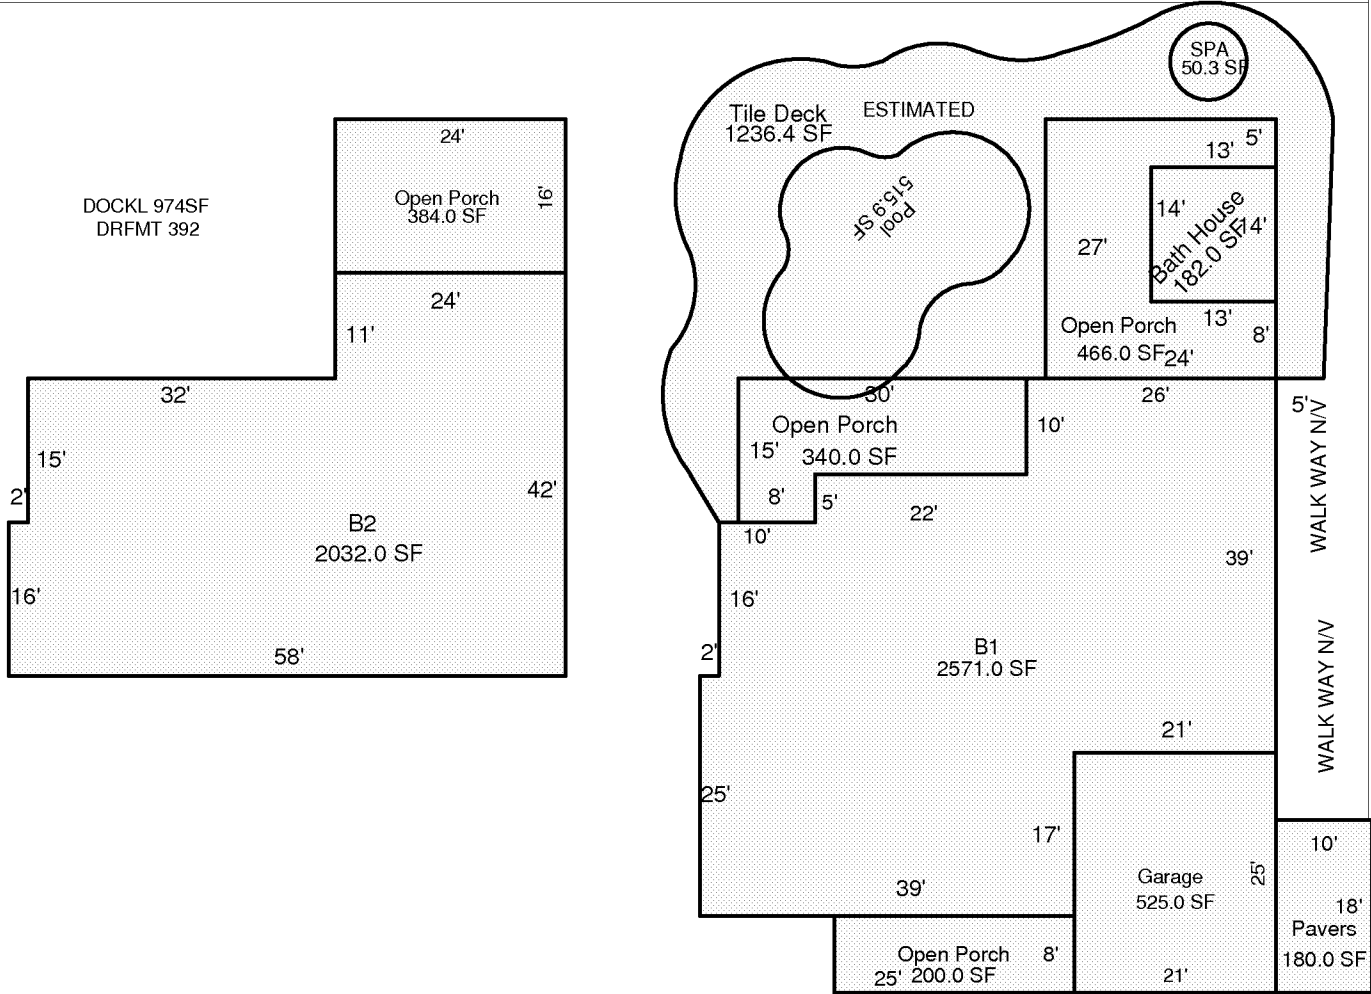 DOCKL 974SF
DRFMT 392
24'
Open Porch
384.0 SF
16'
24'
11'
32'
15'
2'
42'
B2
2032.0 SF
16'
58'
SPA
50.3 SF
Tile Deck
1236.4 SF
ESTIMATED
Pool
515.9 SF
5'
13'
14'
Bath House
182.0 SF
14'
27'
13'
Open Porch
466.0 SF
8'
24'
30'
26'
5'
Open Porch
340.0 SF
10'
15'
8'
5'
22'
10'
WALK WAY N/V
39'
16'
B1
2571.0 SF
2'
WALK WAY N/V
21'
25'
17'
39'
Garage
525.0 SF
25'
21'
10'
18'
Pavers
180.0 SF
Open Porch
200.0 SF
8'
25'